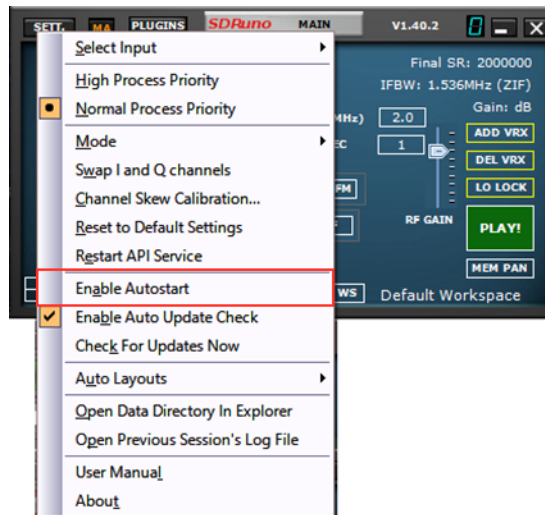 SETT.
MA
PLUGINS
SDRuno
MAIN
V1.40.2
0
X
Select Input
High Process Priority
Normal Process Priority
Mode
Swap I and Q channels
Channel Skew Calibration...
Reset to Default Settings
Restart API Service
Enable Autostart
Enable Auto Update Check
Check For Updates Now
Auto Layouts
Open Data Directory In Explorer
Open Previous Session's Log File
User Manual
About
Final SR: 2000000
IFBW: 1.536MHz (ZIF)
Gain: dB
MHz)
2.0
ADD VRX
EC
1
DEL VRX
FM
LO LOCK
RF GAIN
PLAY!
MEM PAN
WS
Default Workspace